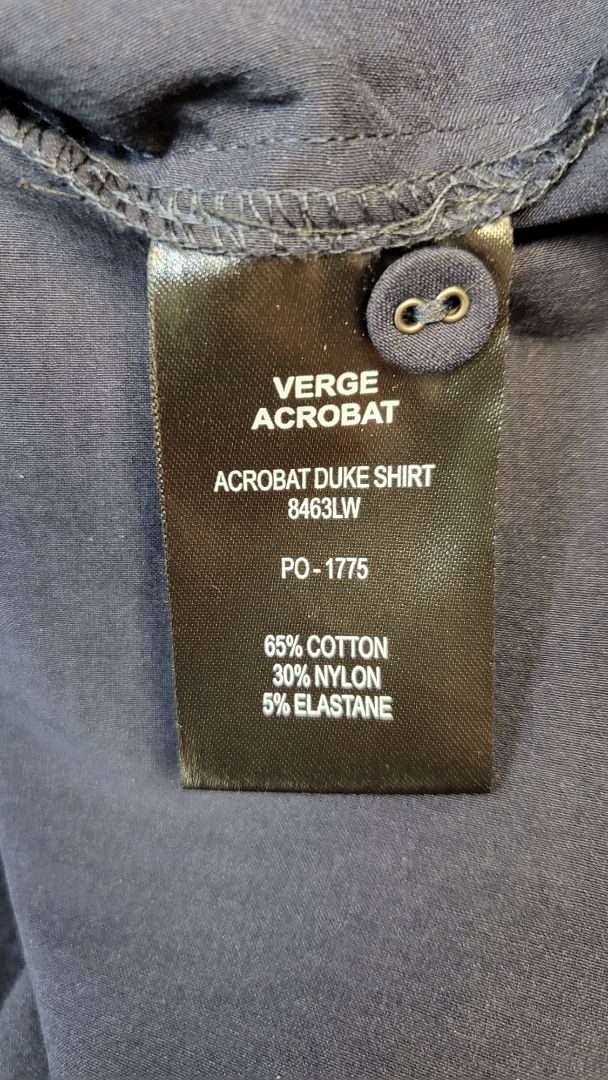 VERGE
ACROBAT
ACROBAT DUKE SHIRT
8463LW
PO - 1775
65% COTTON
30% NYLON
5% ELASTANE